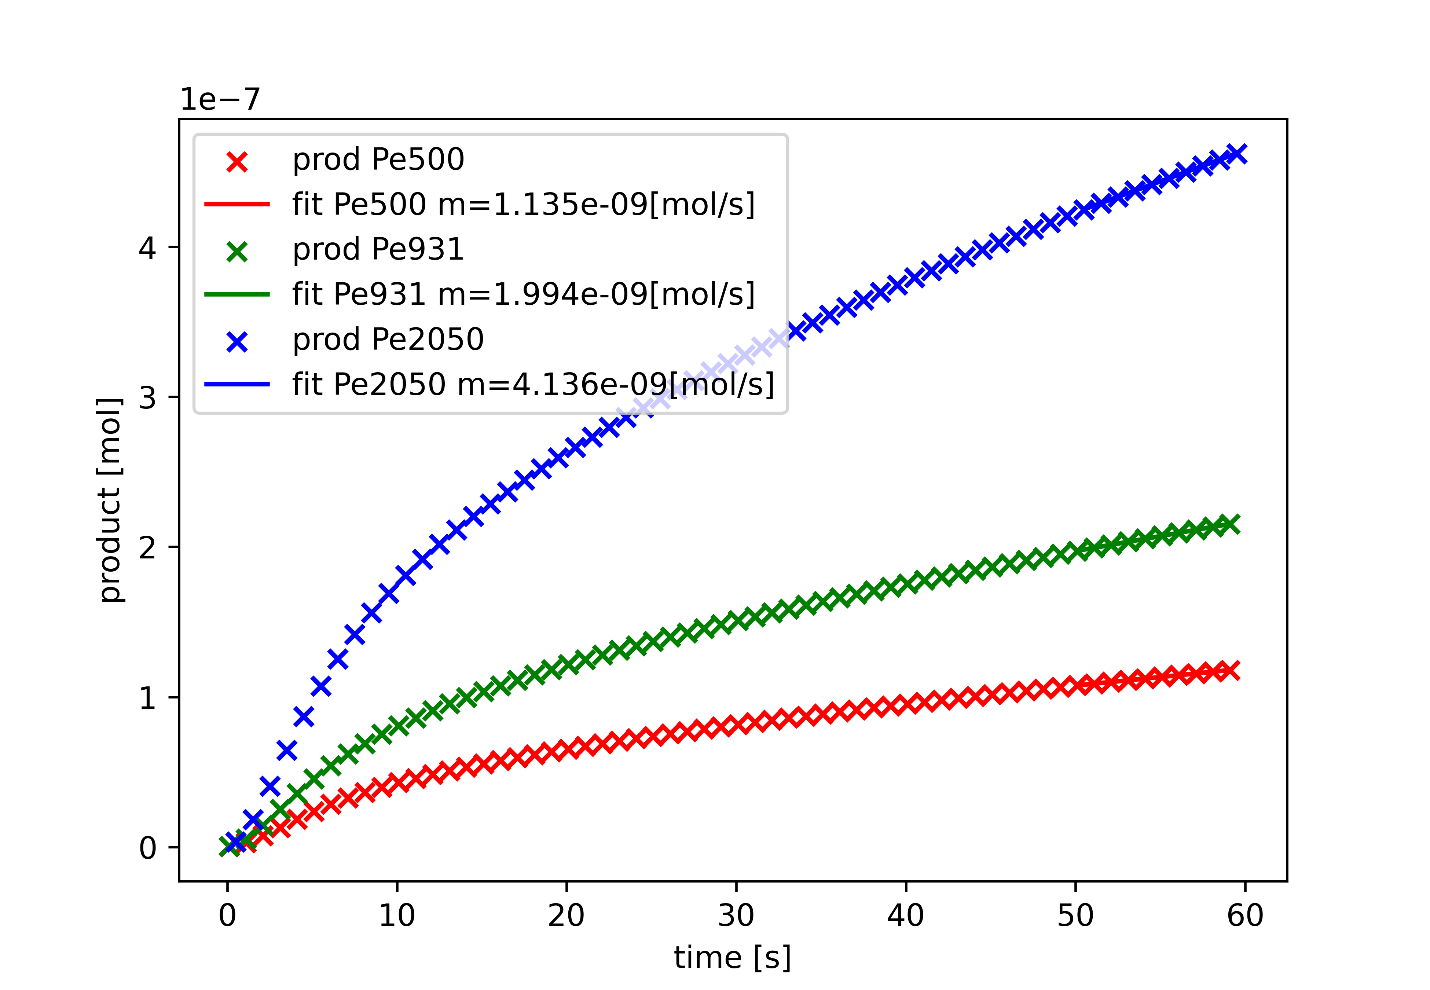 1e−7
prod Pe500
fit Pe500 m=1.135e-09[mol/s]
prod Pe931
fit Pe931 m=1.994e-09[mol/s]
prod Pe2050
fit Pe2050 m=4.136e-09[mol/s]
4
3
2
1
0
product [mol]
0 10 20 30 40 50 60
time [s]